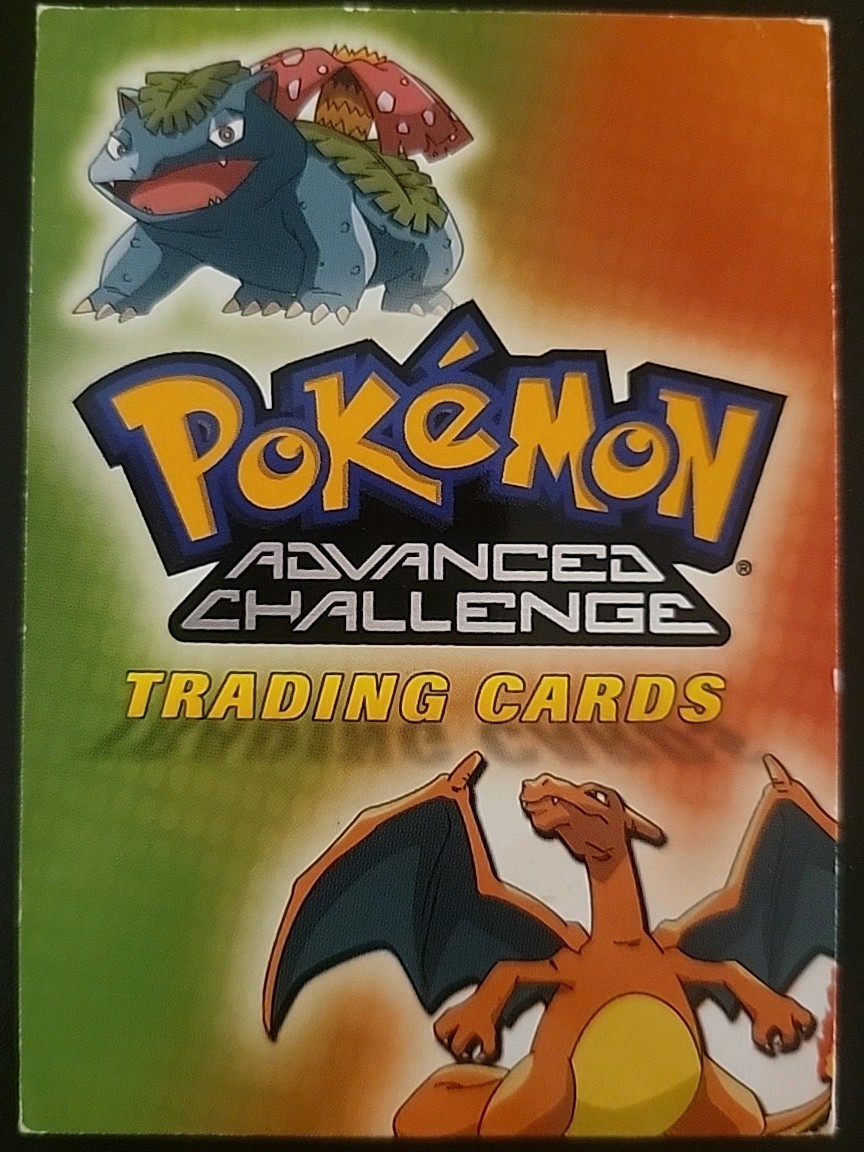 POKéMON
ADVANCED
CHALLENGE
®
TRADING CARDS